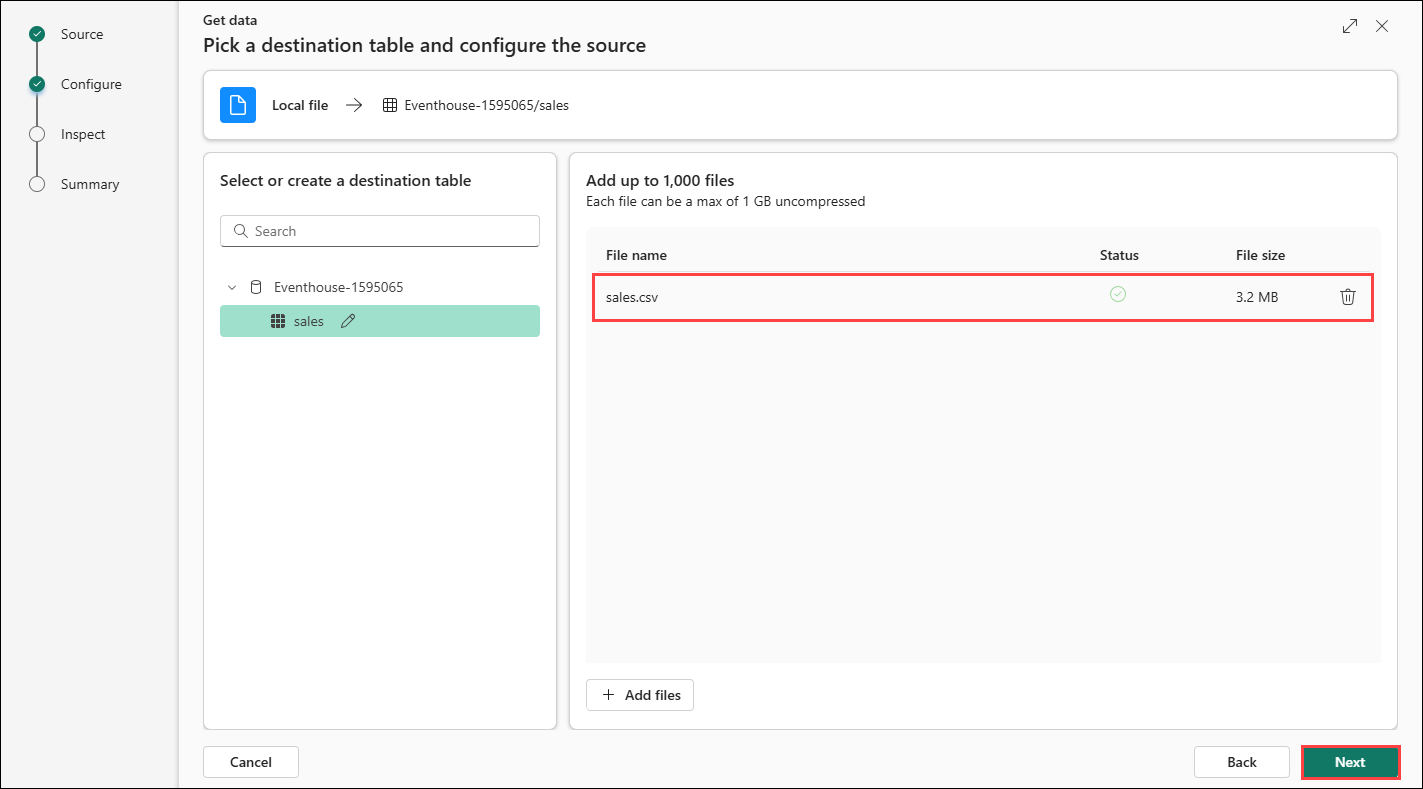 Source
Configure
Inspect
Summary
Get data
Pick a destination table and configure the source
Local file
Eventhouse-1595065/sales
Select or create a destination table
Search
Eventhouse-1595065
sales
Add up to 1,000 files
Each file can be a max of 1 GB uncompressed
File name Status File size
sales.csv 3.2 MB
Add files
Cancel Back Next